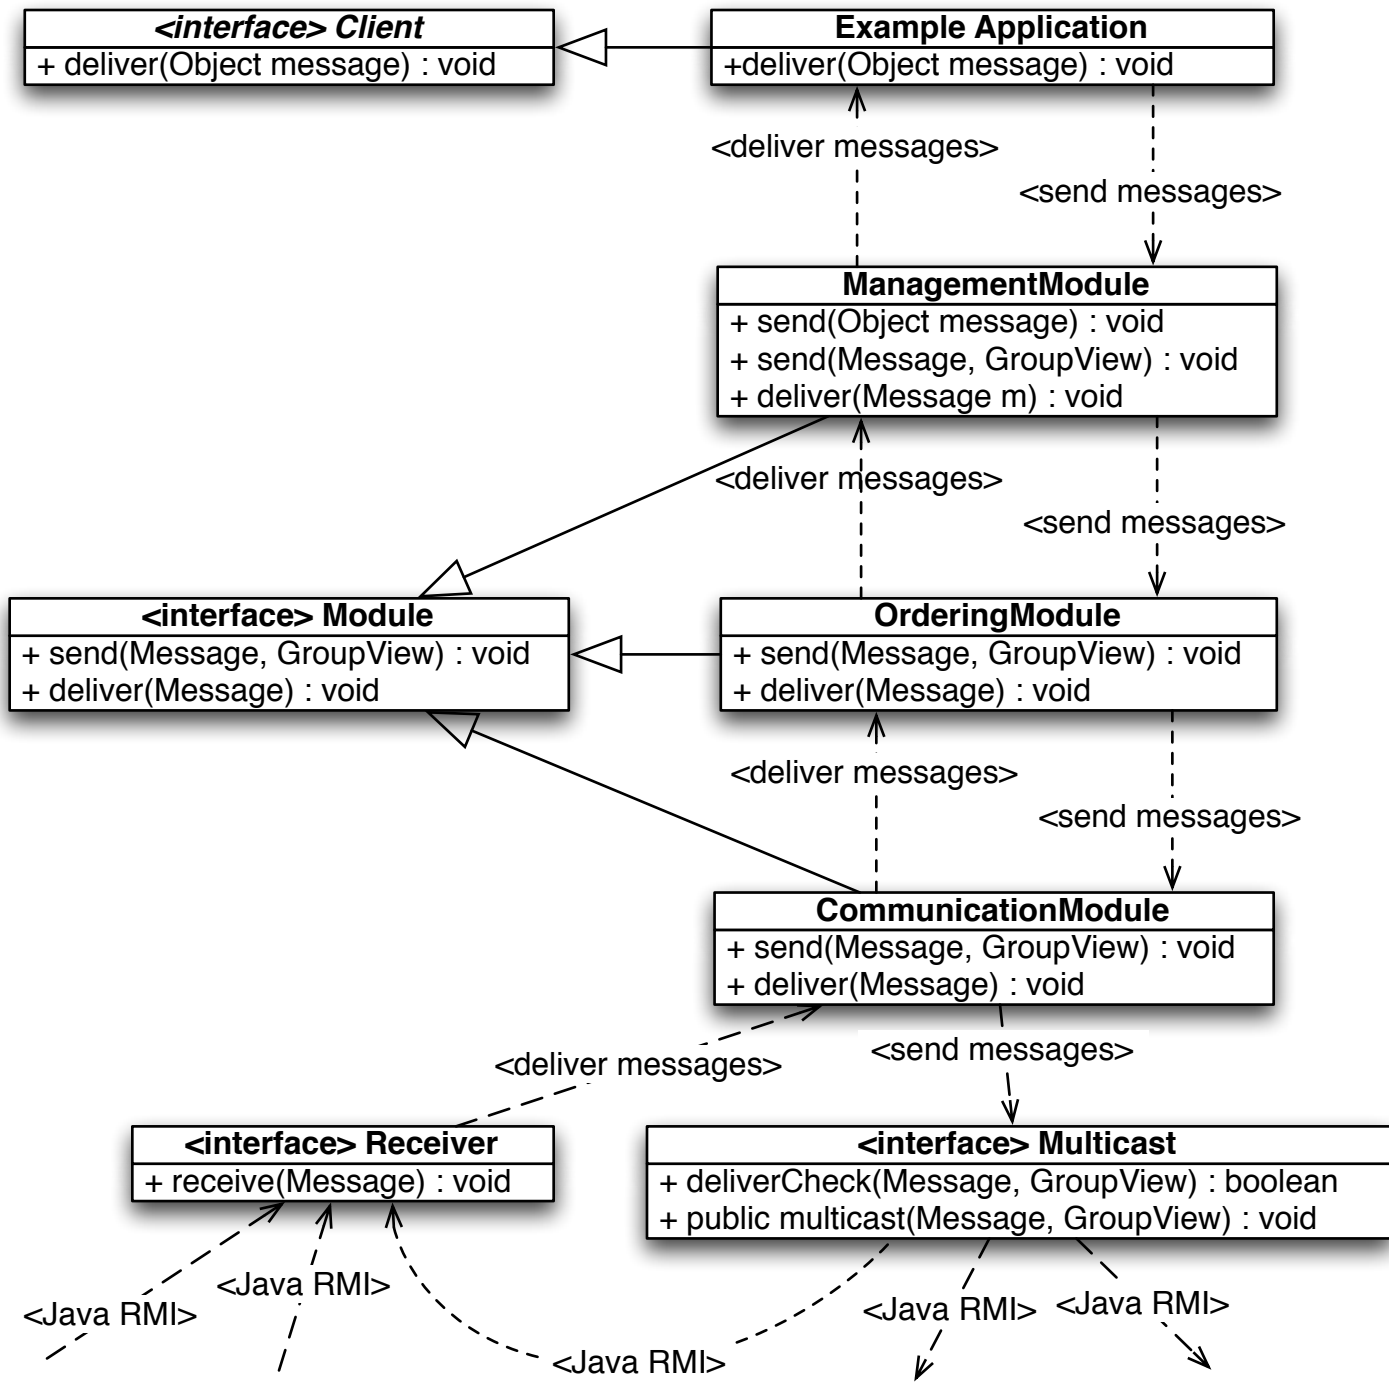 <interface> Client
+ deliver(Object message) : void
Example Application
+deliver(Object message) : void
<deliver messages>
<send messages>
ManagementModule
+ send(Object message) : void
+ send(Message, GroupView) : void
+ deliver(Message m) : void
<deliver messages>
<send messages>
<interface> Module
+ send(Message, GroupView) : void
+ deliver(Message) : void
OrderingModule
+ send(Message, GroupView) : void
+ deliver(Message) : void
<deliver messages>
<send messages>
CommunicationModule
+ send(Message, GroupView) : void
+ deliver(Message) : void
<deliver messages>
<send messages>
<interface> Receiver
+ receive(Message) : void
<interface> Multicast
+ deliverCheck(Message, GroupView) : boolean
+ public multicast(Message, GroupView) : void
<Java RMI>
<Java RMI>
<Java RMI>
<Java RMI>
<Java RMI>